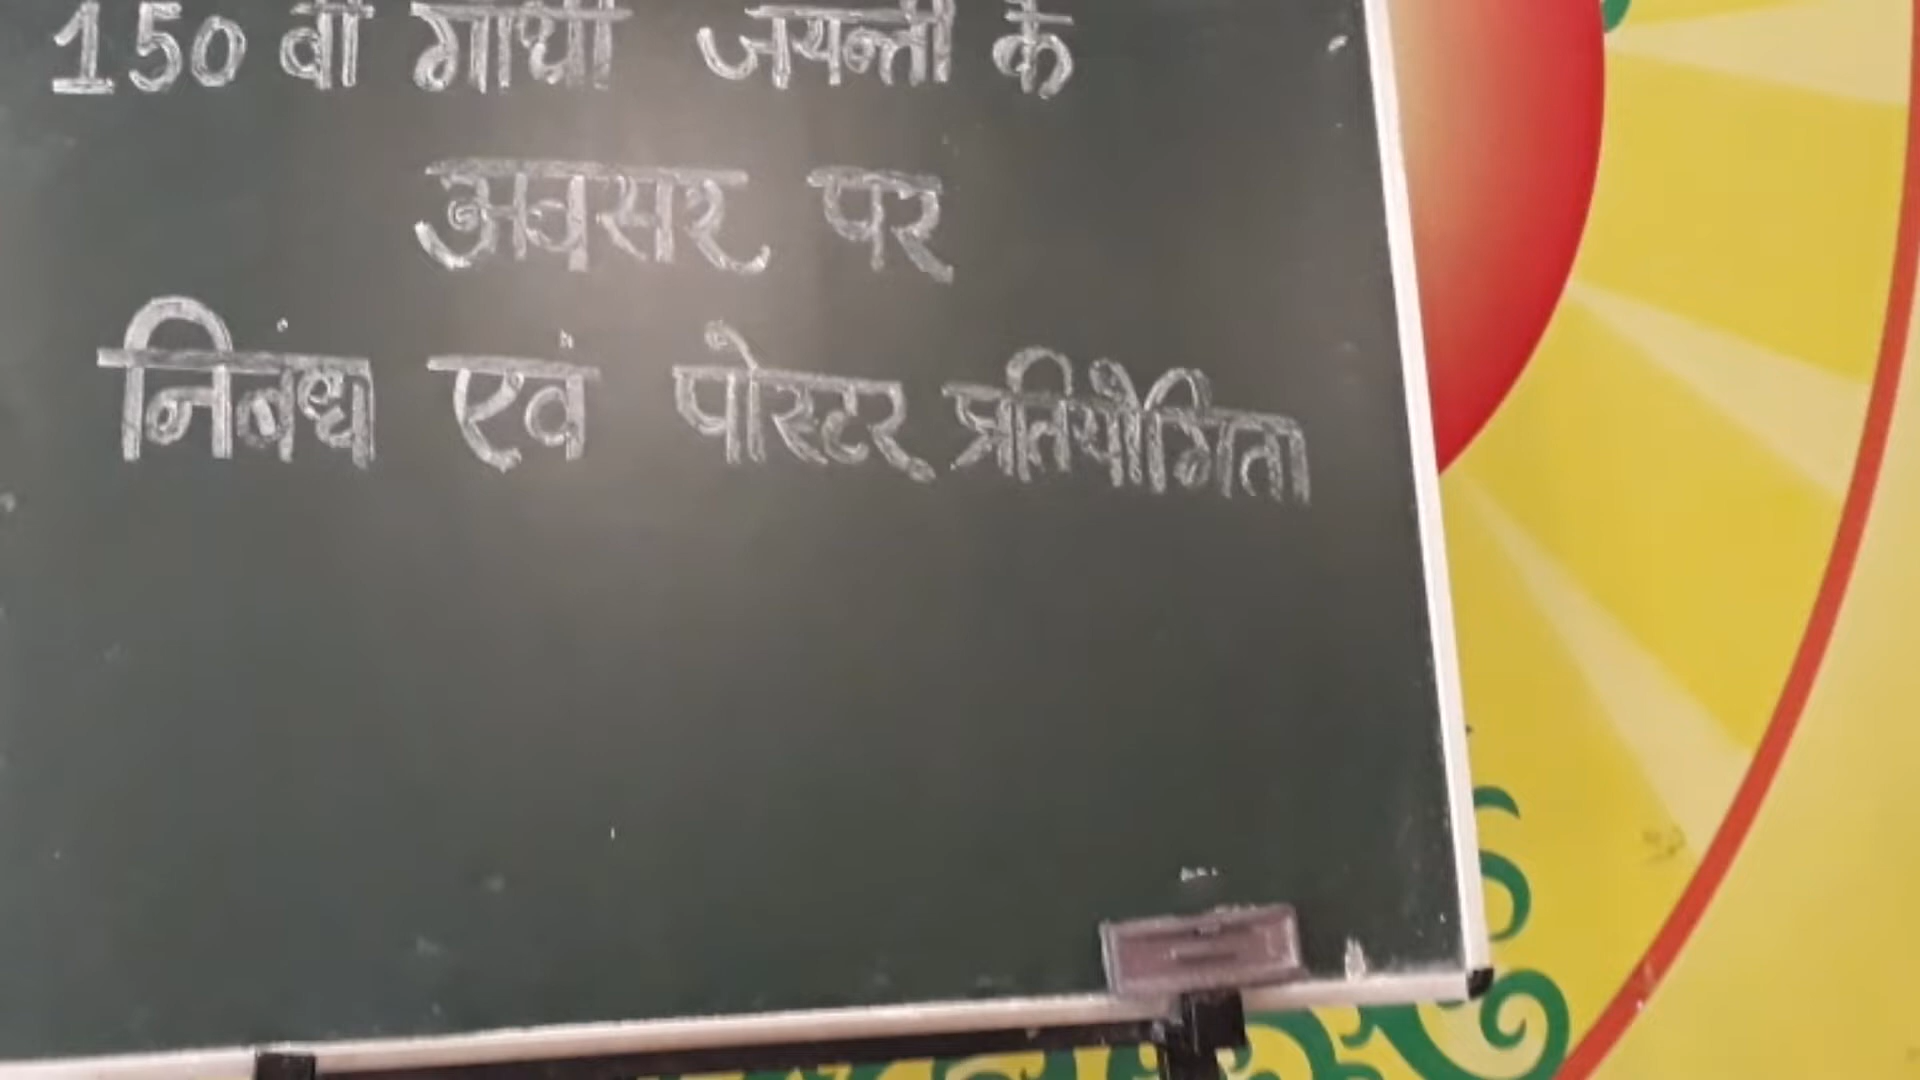 150 वी गांधी जयन्ती के
अवसर पर
निबंध एवं पोस्टर प्रतियोगिता